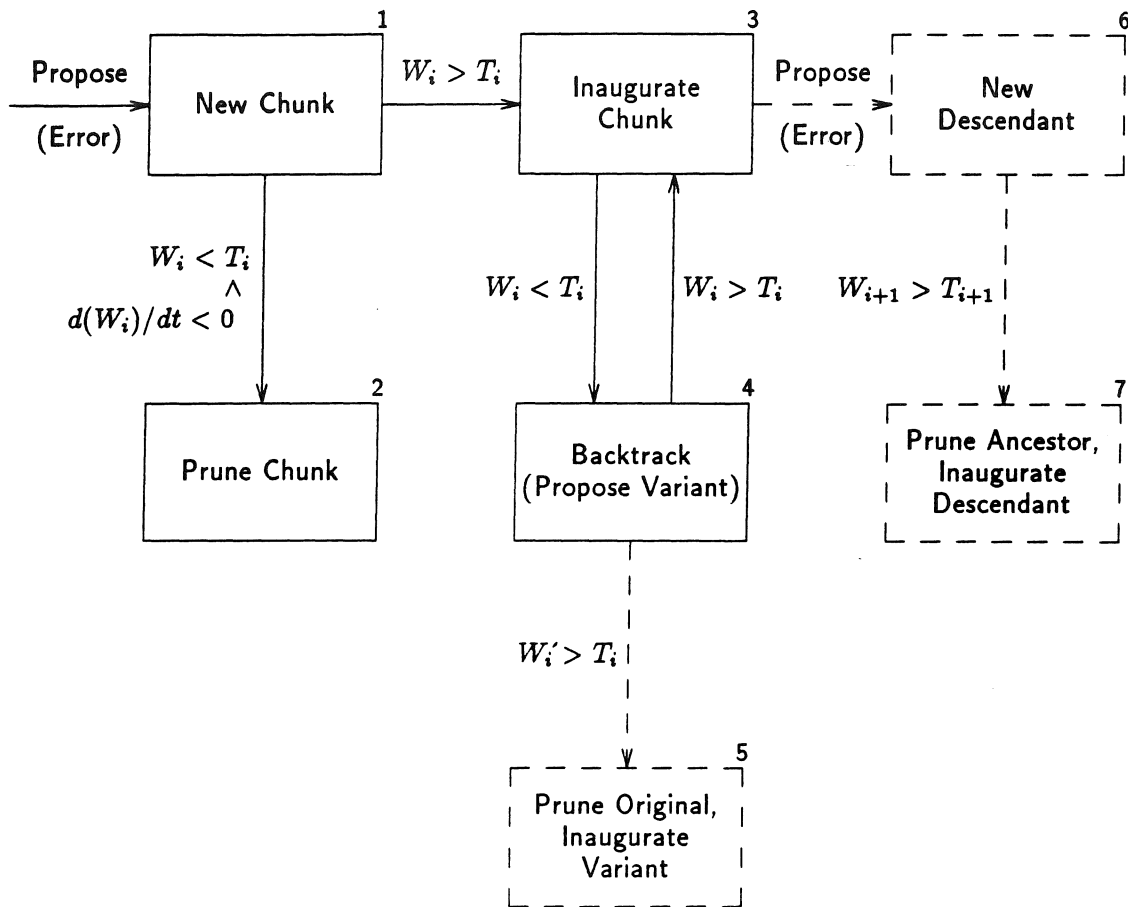 1
3
6
Propose
(Error)
New Chunk
W_i > T_i
Inaugurate
Chunk
Propose
(Error)
New
Descendant
W_i < T_i
∧
d(W_i)/dt < 0
W_i < T_i
W_i > T_i
W_{i+1} > T_{i+1}
2
4
7
Prune Chunk
Backtrack
(Propose Variant)
Prune Ancestor,
Inaugurate
Descendant
W_i′ > T_i
5
Prune Original,
Inaugurate
Variant